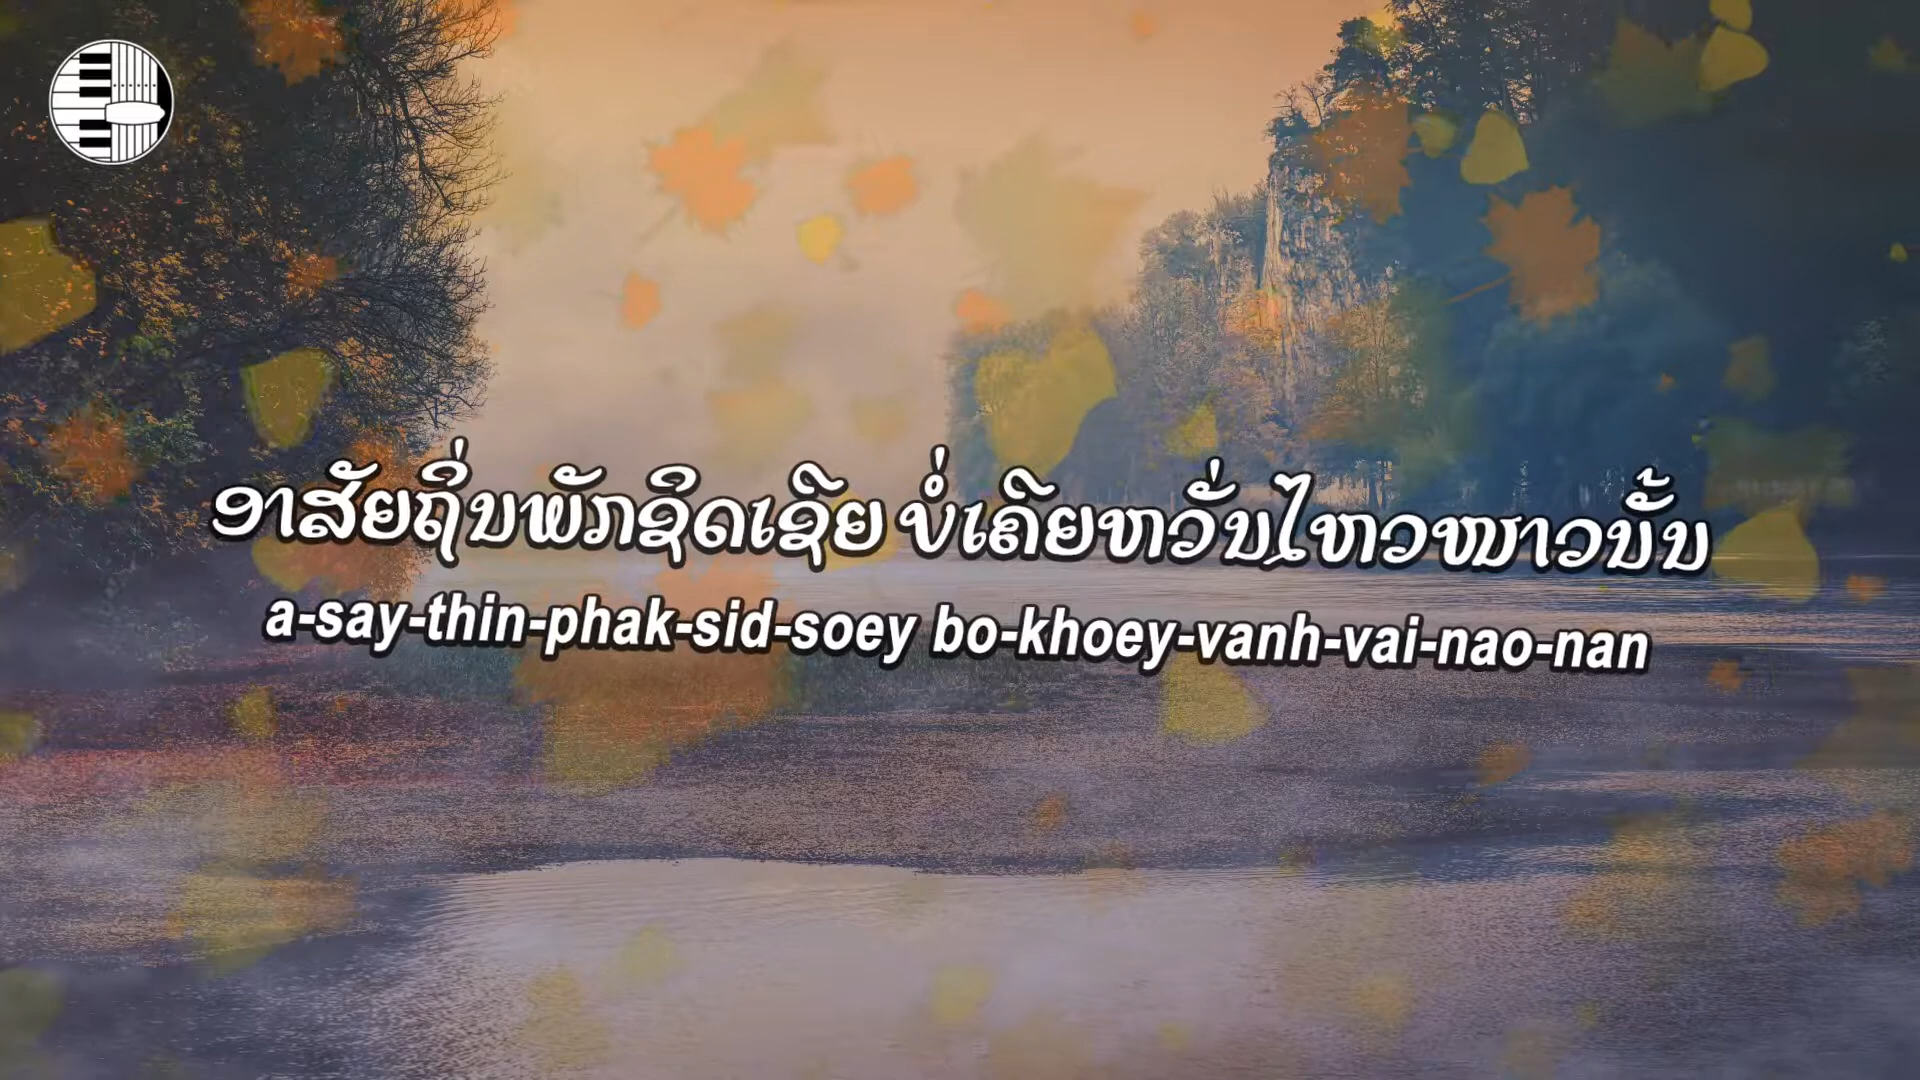 ອາສັຍຖິ່ນພັກຊິດເຊີຍ ບໍ່ເຄີຍຫວັ່ນໄຫວໜາວນັ້ນ
a-say-thin-phak-sid-soey bo-khoey-vanh-vai-nao-nan